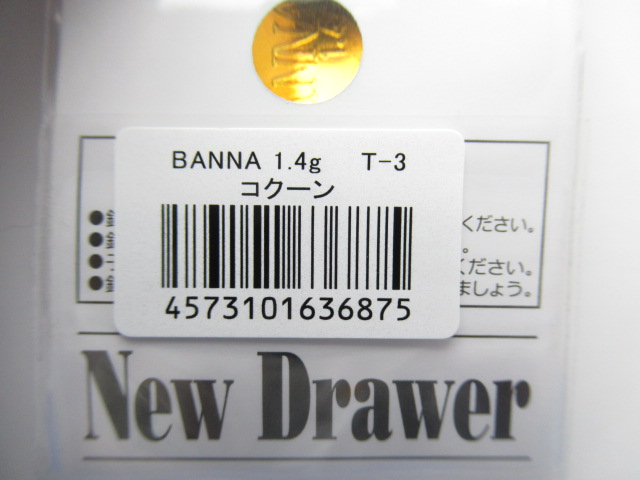 BANNA 1.4g T-3
コクーン
4573101636875
ください。
。
ください。
ましょう。
New Drawer